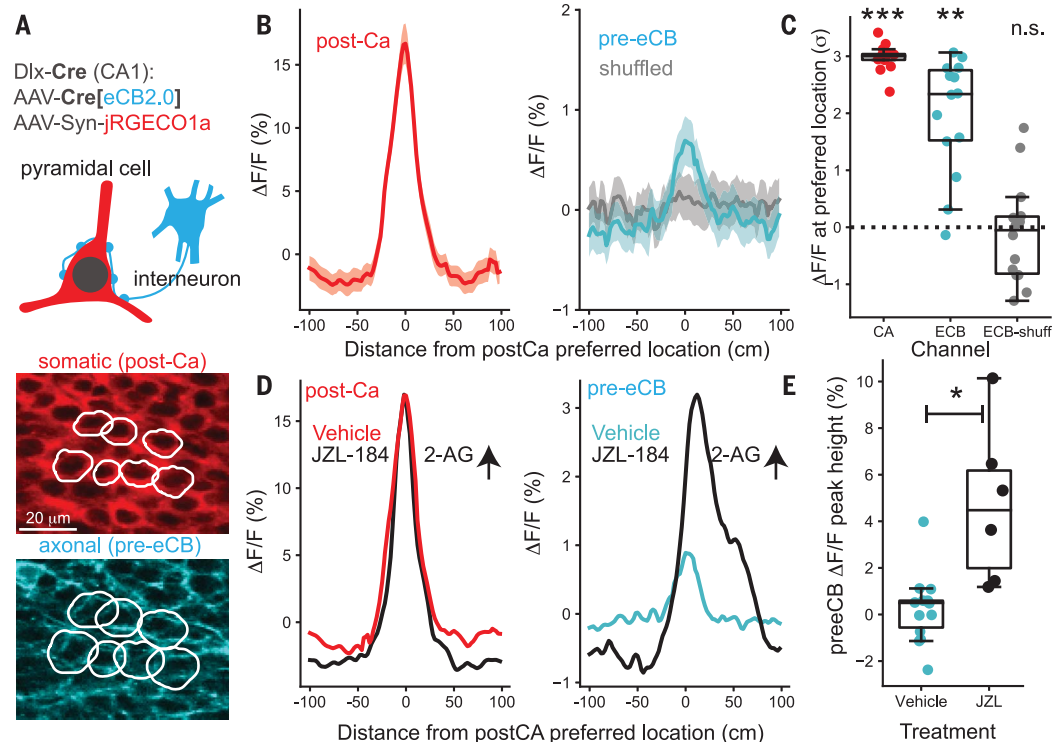 A
Dlx-Cre (CA1):
AAV-Cre[eCB2.0]
AAV-Syn-jRGECO1a
pyramidal cell
interneuron
somatic (post-Ca)
20 µm
axonal (pre-eCB)
B
post-Ca
ΔF/F (%)
15
10
5
0
-100
-50
0
50
100
pre-eCB
shuffled
ΔF/F (%)
2
1
0
-1
-100
-50
0
50
100
Distance from postCa preferred location (cm)
C
***
**
n.s.
ΔF/F at preferred location (σ)
3
2
1
0
-1
CA
ECB
ECB-shuff
Channel
D
post-Ca
Vehicle
JZL-184
2-AG
ΔF/F (%)
15
10
5
0
-100
-50
0
50
100
pre-eCB
Vehicle
JZL-184
2-AG
ΔF/F (%)
3
2
1
0
-1
-100
-50
0
50
100
Distance from postCA preferred location (cm)
E
*
preeCB ΔF/F peak height (%)
10
8
6
4
2
0
-2
Vehicle
JZL
Treatment